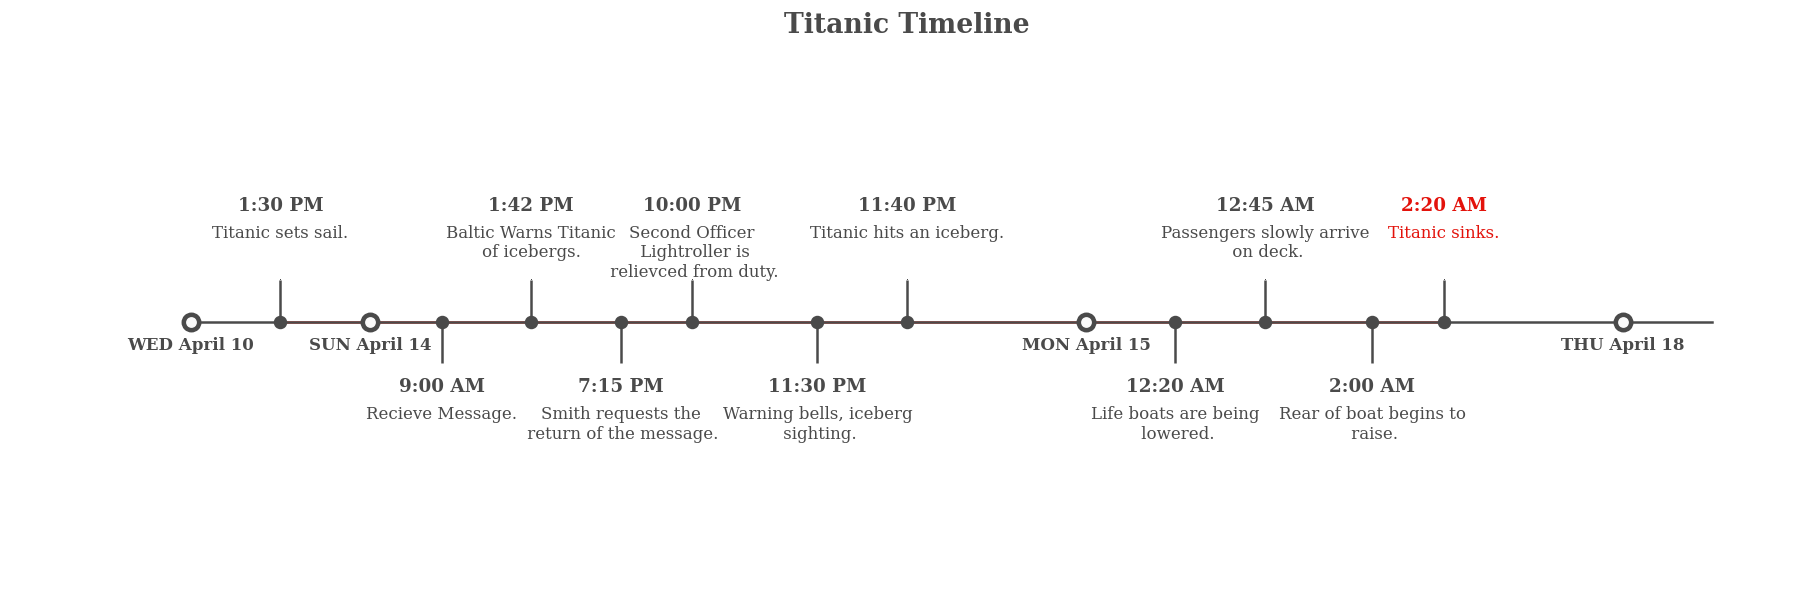 Titanic Timeline
1:30 PM
Titanic sets sail.
1:42 PM
Baltic Warns Titanic
of icebergs.
10:00 PM
Second Officer
Lightroller is
relievced from duty.
11:40 PM
Titanic hits an iceberg.
12:45 AM
Passengers slowly arrive
on deck.
2:20 AM
Titanic sinks.
WED April 10
SUN April 14
MON April 15
THU April 18
9:00 AM
Recieve Message.
7:15 PM
Smith requests the
return of the message.
11:30 PM
Warning bells, iceberg
sighting.
12:20 AM
Life boats are being
lowered.
2:00 AM
Rear of boat begins to
raise.